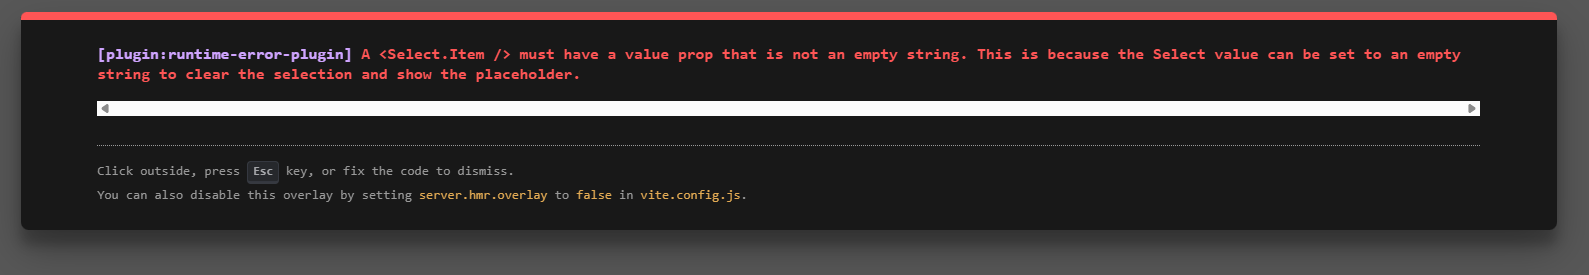 [plugin:runtime-error-plugin] A <Select.Item /> must have a value prop that is not an empty string. This is because the Select value can be set to an empty
string to clear the selection and show the placeholder.
Click outside, press Esc key, or fix the code to dismiss.
You can also disable this overlay by setting server.hmr.overlay to false in vite.config.js.